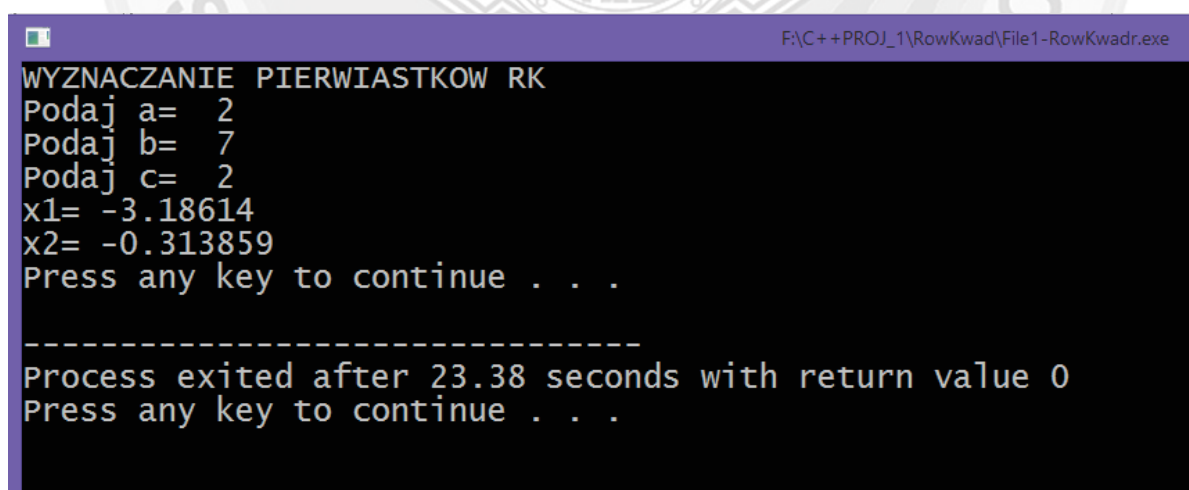 F:\C++PROJ_1\RowKwad\File1-RowKwadr.exe
WYZNACZANIE PIERWIASTKOW RK
Podaj a=  2
Podaj b=  7
Podaj c=  2
x1= -3.18614
x2= -0.313859
Press any key to continue . . .
--------------------------------
Process exited after 23.38 seconds with return value 0
Press any key to continue . . .